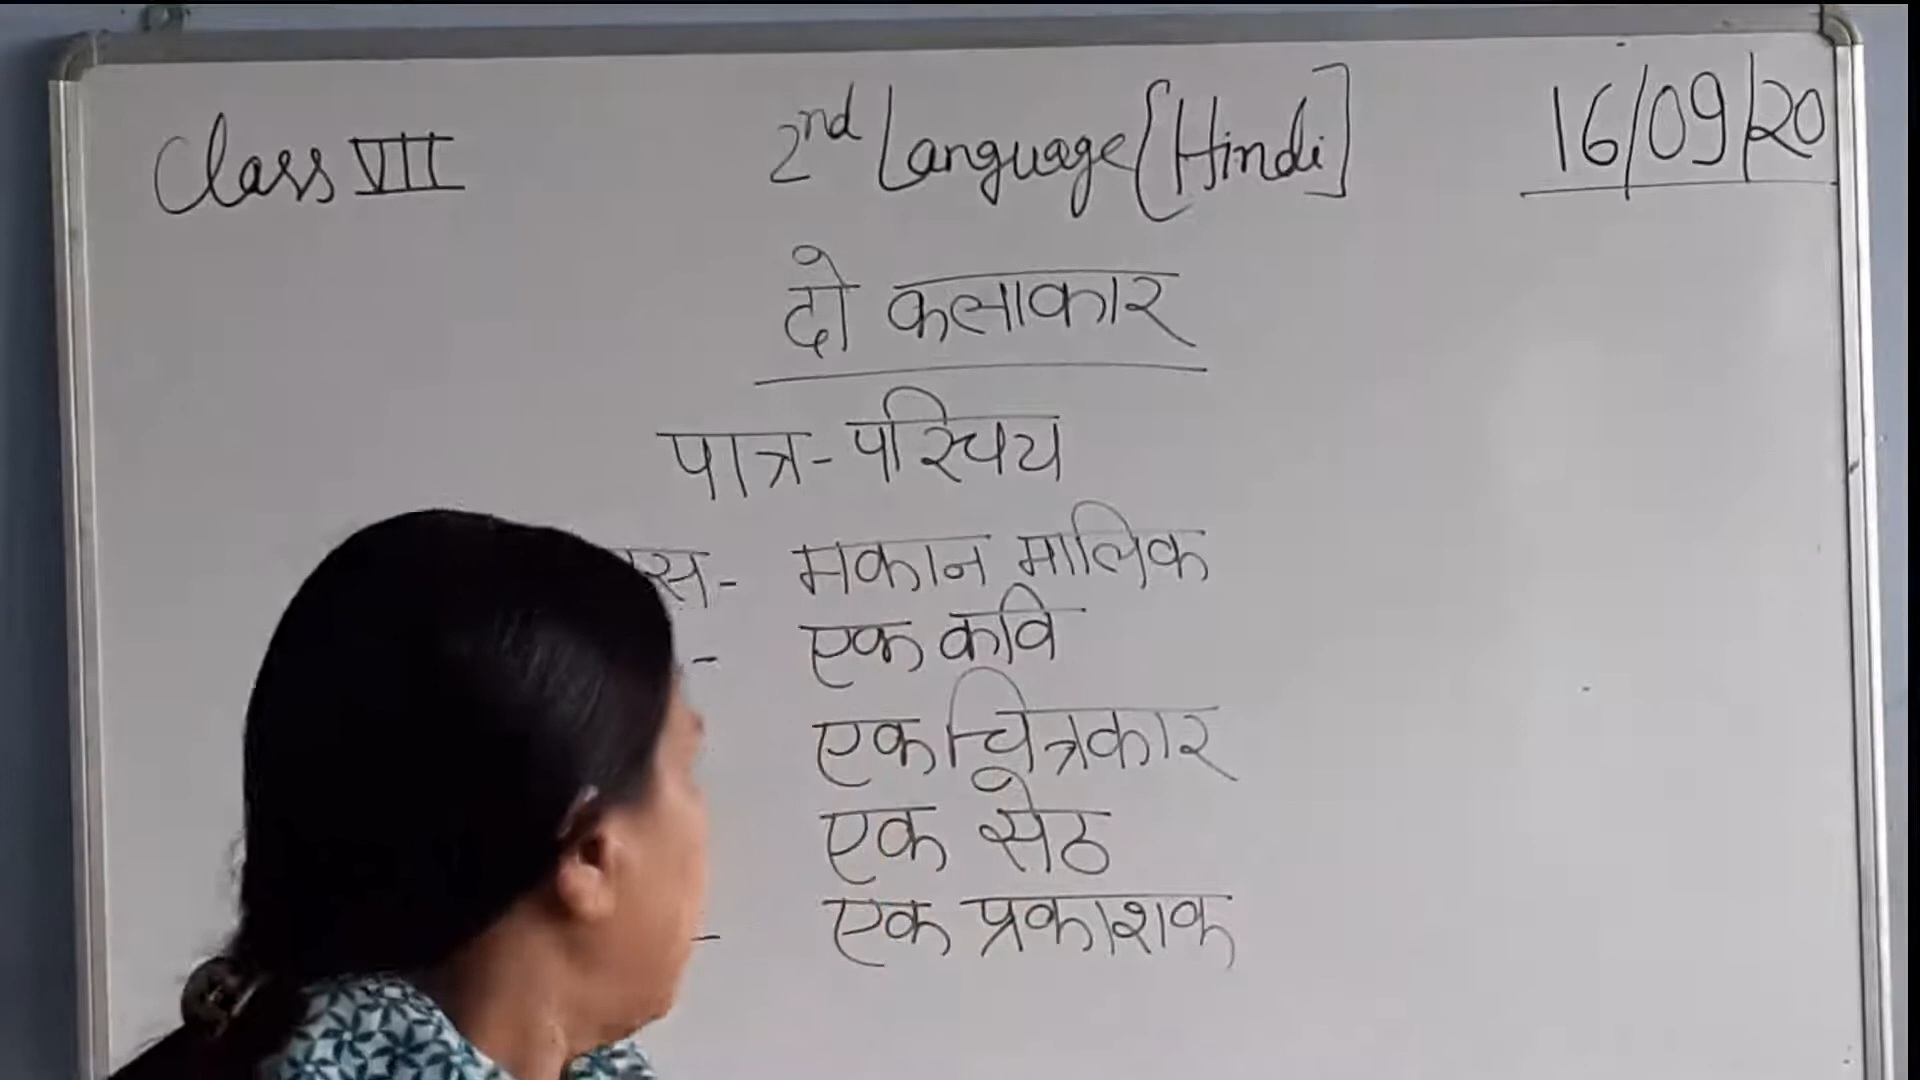 Class VII 2nd Language [Hindi] 16/09/20
दो कलाकार
पात्र-परिचय
- मकान मालिक
- एक कवि
एक चित्रकार
एक सेठ
- एक प्रकाशक